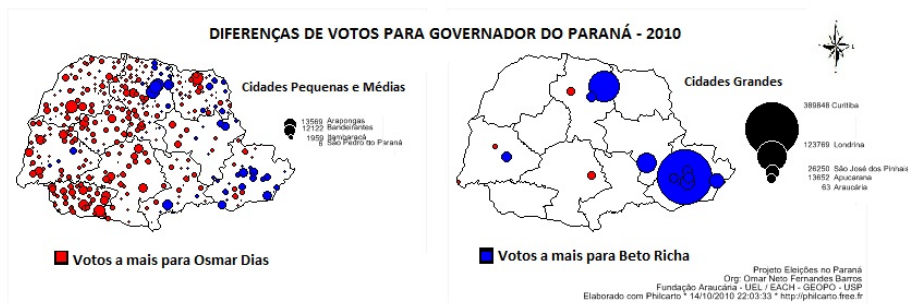 DIFERENÇAS DE VOTOS PARA GOVERNADOR DO PARANÁ - 2010
Cidades Pequenas e Médias
13569 Arapongas
12122 Bandeirantes
1959 Itambaracá
6 São Pedro do Paraná
Votos a mais para Osmar Dias
Cidades Grandes
389848 Curitiba
123769 Londrina
26250 São José dos Pinhais
13652 Apucarana
63 Araucária
Votos a mais para Beto Richa
Projeto Eleições no Paraná
Org: Omar Neto Fernandes Barros
Fundação Araucária - UEL / EACH - GEOPO - USP
Elaborado com Philcarto * 14/10/2010 22:03:33 * http://philcarto.free.fr